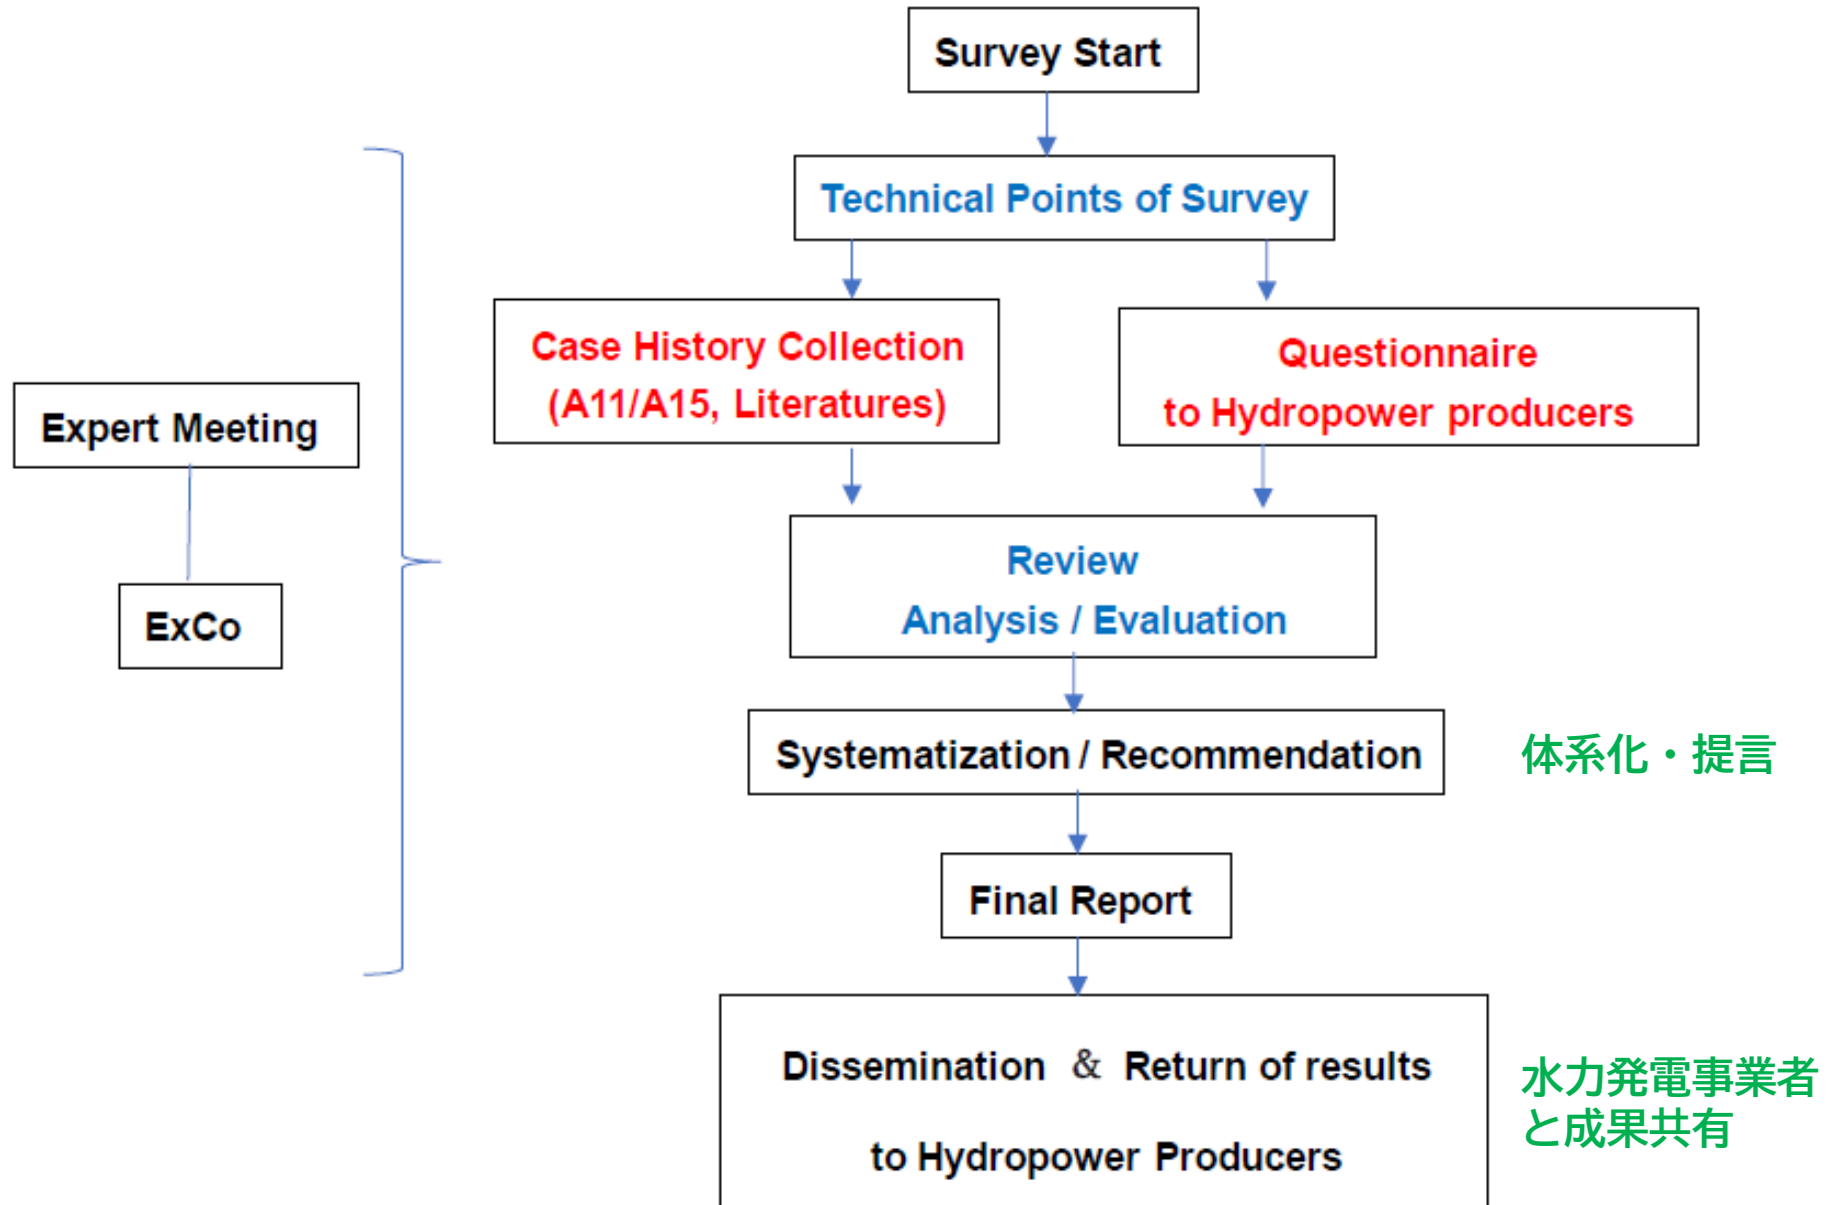 Survey Start
Technical Points of Survey
Case History Collection
(A11/A15, Literatures)
Questionnaire
to Hydropower producers
Expert Meeting
ExCo
Review
Analysis / Evaluation
Systematization / Recommendation
体系化・提言
Final Report
Dissemination & Return of results
to Hydropower Producers
水力発電事業者
と成果共有